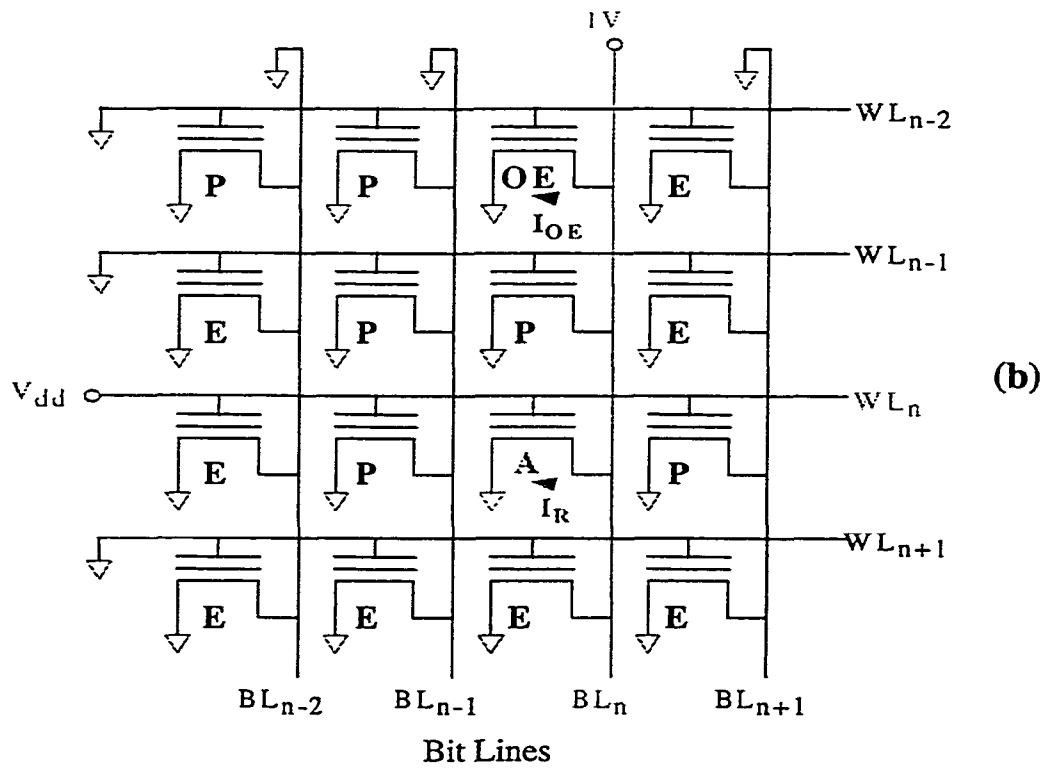 1V
WLn-2
P P OE E
IOE
WLn-1
E P P E
(b)
Vdd
WLn
E P A P
IR
WLn+1
E E E E
BLn-2 BLn-1 BLn BLn+1
Bit Lines